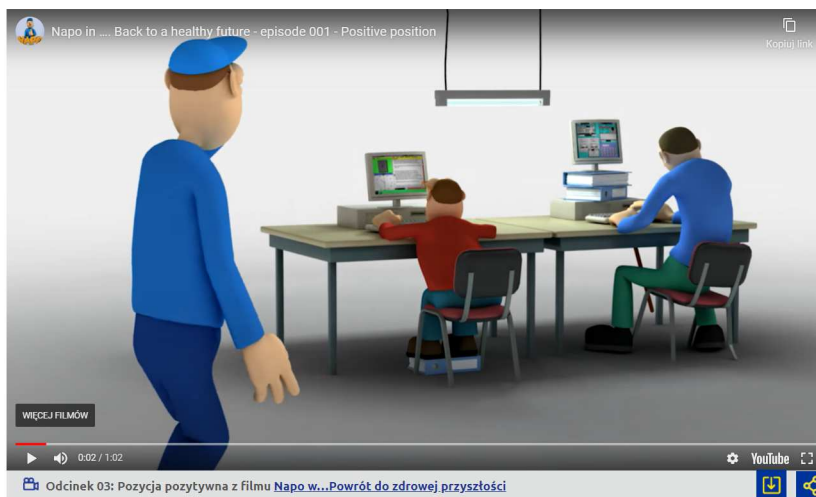 Napo in .... Back to a healthy future - episode 001 - Positive position
Kopiuj link
WIĘCEJ FILMÓW
0:02 / 1:02
YouTube
Odcinek 03: Pozycja pozytywna z filmu Napo w...Powrót do zdrowej przyszłości